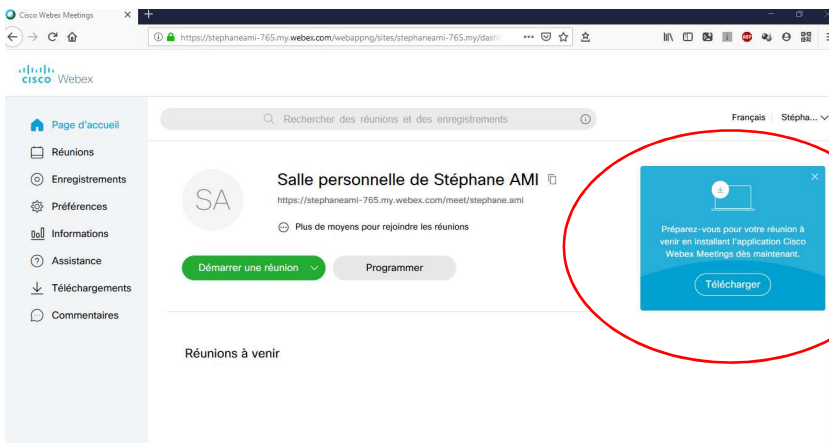 Cisco Webex Meetings
https://stephaneami-765.my.webex.com/webappng/sites/stephaneami-765.my/dash
CISCO Webex
Page d'accueil
Réunions
Enregistrements
Préférences
Informations
Assistance
Téléchargements
Commentaires
Rechercher des réunions et des enregistrements
Français Stépha...
SA
Salle personnelle de Stéphane AMI
https://stephaneami-765.my.webex.com/meet/stephane.ami
Plus de moyens pour rejoindre les réunions
Démarrer une réunion
Programmer
Préparez-vous pour votre réunion à
venir en installant l'application Cisco
Webex Meetings dès maintenant.
Télécharger
Réunions à venir